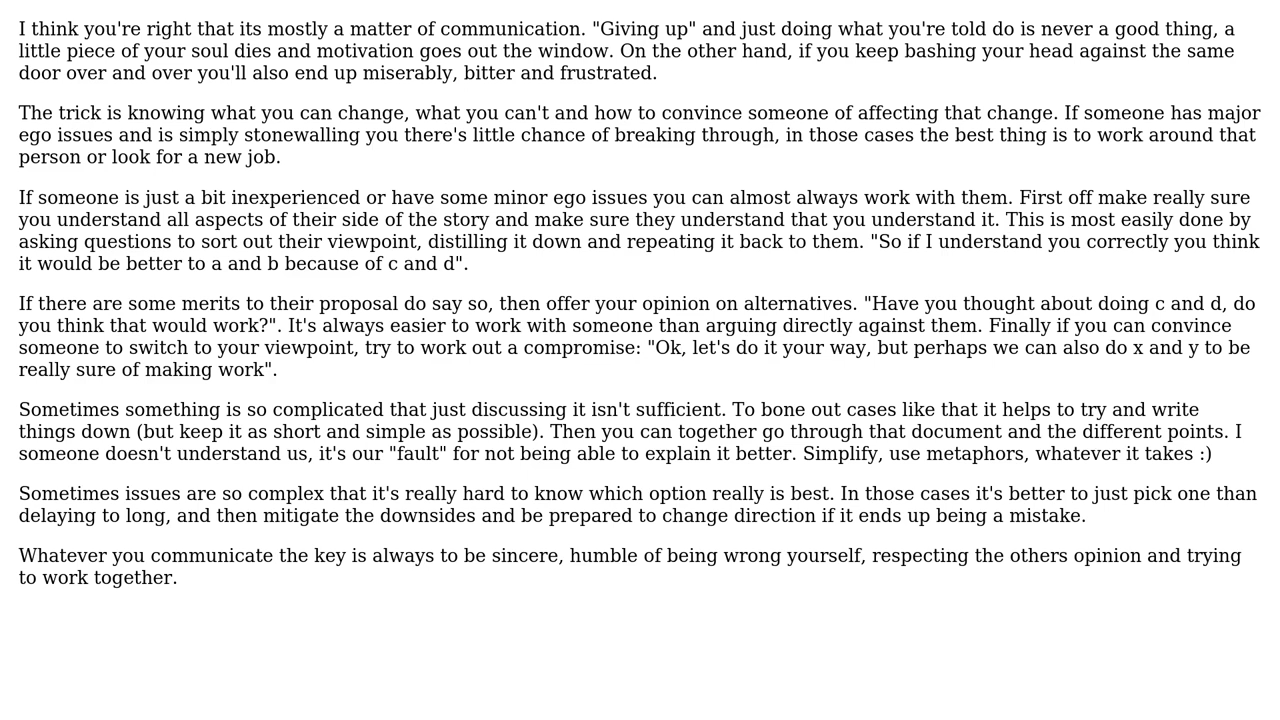 I think you're right that its mostly a matter of communication. "Giving up" and just doing what you're told do is never a good thing, a
little piece of your soul dies and motivation goes out the window. On the other hand, if you keep bashing your head against the same
door over and over you'll also end up miserably, bitter and frustrated.
The trick is knowing what you can change, what you can't and how to convince someone of affecting that change. If someone has major
ego issues and is simply stonewalling you there's little chance of breaking through, in those cases the best thing is to work around that
person or look for a new job.
If someone is just a bit inexperienced or have some minor ego issues you can almost always work with them. First off make really sure
you understand all aspects of their side of the story and make sure they understand that you understand it. This is most easily done by
asking questions to sort out their viewpoint, distilling it down and repeating it back to them. "So if I understand you correctly you think
it would be better to a and b because of c and d".
If there are some merits to their proposal do say so, then offer your opinion on alternatives. "Have you thought about doing c and d, do
you think that would work?". It's always easier to work with someone than arguing directly against them. Finally if you can convince
someone to switch to your viewpoint, try to work out a compromise: "Ok, let's do it your way, but perhaps we can also do x and y to be
really sure of making work".
Sometimes something is so complicated that just discussing it isn't sufficient. To bone out cases like that it helps to try and write
things down (but keep it as short and simple as possible). Then you can together go through that document and the different points. I
someone doesn't understand us, it's our "fault" for not being able to explain it better. Simplify, use metaphors, whatever it takes :)
Sometimes issues are so complex that it's really hard to know which option really is best. In those cases it's better to just pick one than
delaying to long, and then mitigate the downsides and be prepared to change direction if it ends up being a mistake.
Whatever you communicate the key is always to be sincere, humble of being wrong yourself, respecting the others opinion and trying
to work together.